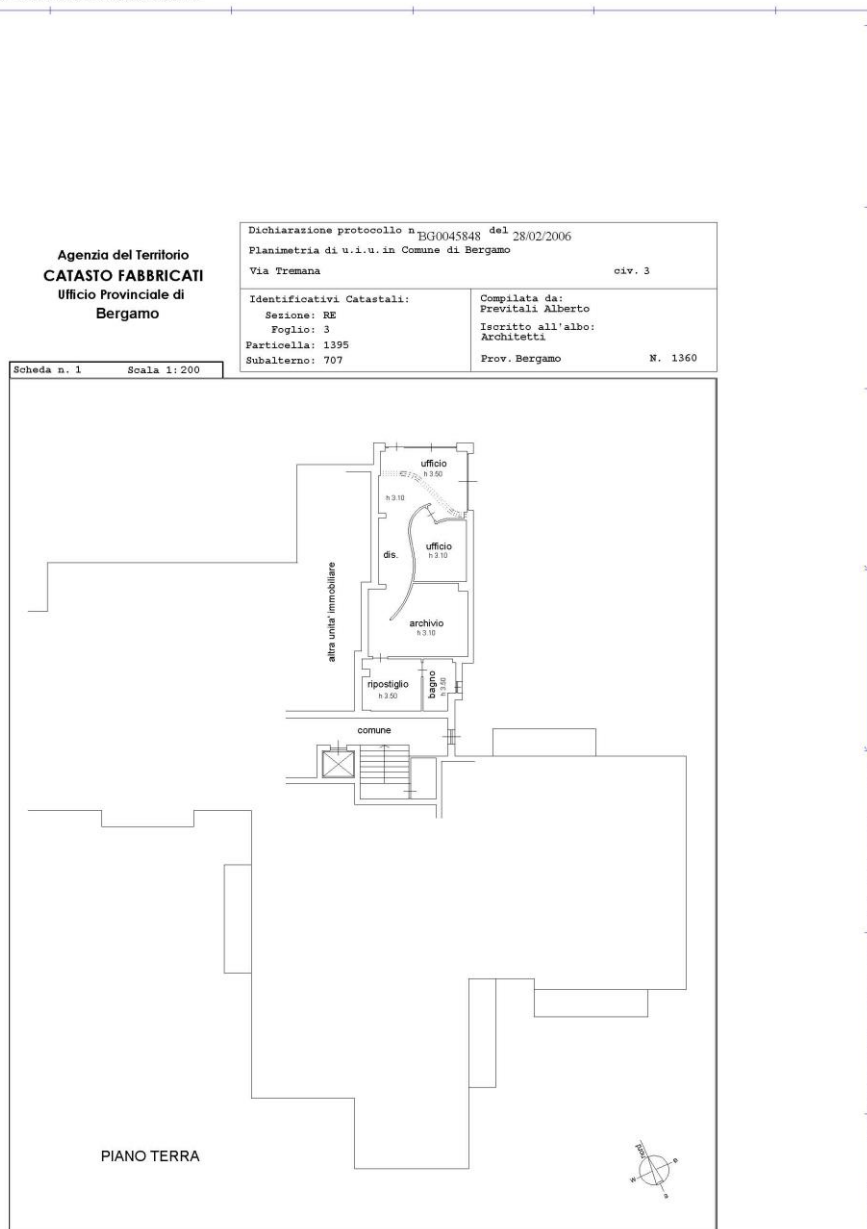 Agenzia del Territorio
CATASTO FABBRICATI
Ufficio Provinciale di
Bergamo
Dichiarazione protocollo n. BG0045848 del 28/02/2006
Planimetria di u.i.u. in Comune di Bergamo
Via Tremana civ. 3
Identificativi Catastali:
Sezione: RE
Foglio: 3
Particella: 1395
Subalterno: 707
Compilata da:
Previtali Alberto
Iscritto all'albo:
Architetti
Prov. Bergamo N. 1360
Scheda n. 1 Scala 1:200
ufficio
h 3.50
h 3.10
dis.
ufficio
h 3.10
altra unita' immobiliare
archivio
h 3.10
ripostiglio
h 3.50
bagno
h 3.50
comune
PIANO TERRA
nord